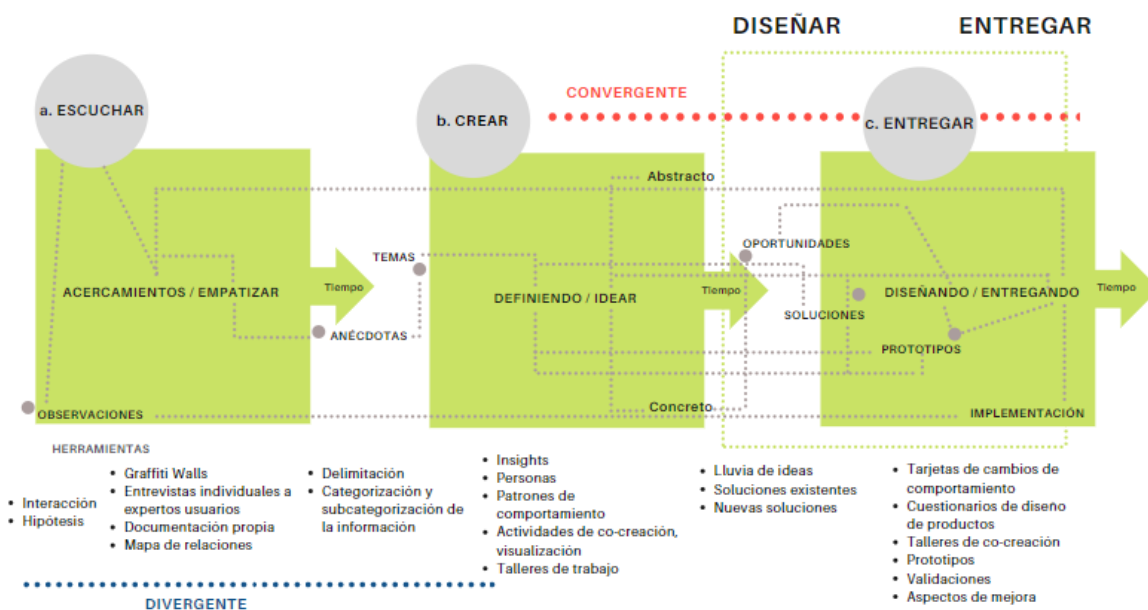 DISEÑAR
ENTREGAR
a. ESCUCHAR
b. CREAR
CONVERGENTE
c. ENTREGAR
Abstracto
OPORTUNIDADES
TEMAS
ACERCAMIENTOS / EMPATIZAR
Tiempo
DEFINIENDO / IDEAR
Tiempo
DISEÑANDO / ENTREGANDO
Tiempo
SOLUCIONES
ANÉCDOTAS
PROTOTIPOS
OBSERVACIONES
Concreto
IMPLEMENTACIÓN
HERRAMIENTAS
• Interacción
• Hipótesis
• Graffiti Walls
• Entrevistas individuales a
expertos usuarios
• Documentación propia
• Mapa de relaciones
• Delimitación
• Categorización y
subcategorización de
la información
• Insights
• Personas
• Patrones de
comportamiento
• Actividades de co-creación,
visualización
• Talleres de trabajo
• Lluvia de ideas
• Soluciones existentes
• Nuevas soluciones
• Tarjetas de cambios de
comportamiento
• Cuestionarios de diseño
de productos
• Talleres de co-creación
• Prototipos
• Validaciones
• Aspectos de mejora
DIVERGENTE